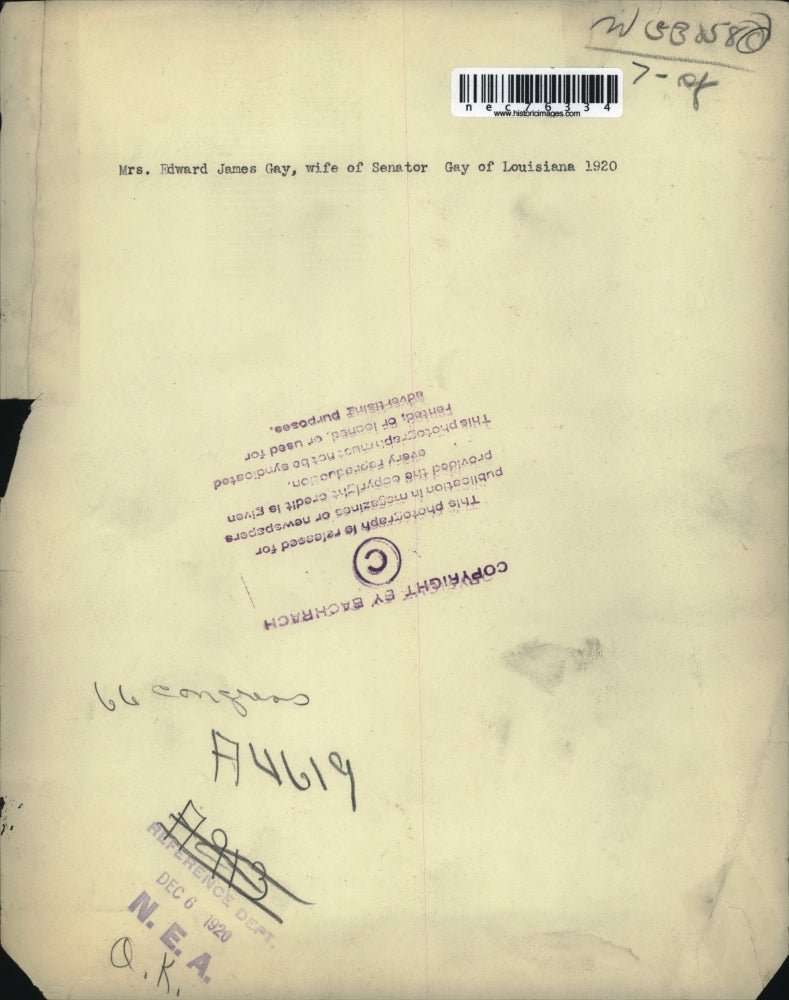 nec76334
www.historicimages.com
7-
Mrs. Edward James Gay, wife of Senator Gay of Louisiana 1920
COPYRIGHT BY BACHRACH
©
This photograph is released for
publication in magazines or newspapers
provided the copyright credit is given
every reproduction.
This photograph must not be syndicated
rented, or loaned, or used for
advertising purposes.
66 congress
A4619
A913
REFERENCE DEPT.
DEC 6 1920
N. E. A.
O.K.